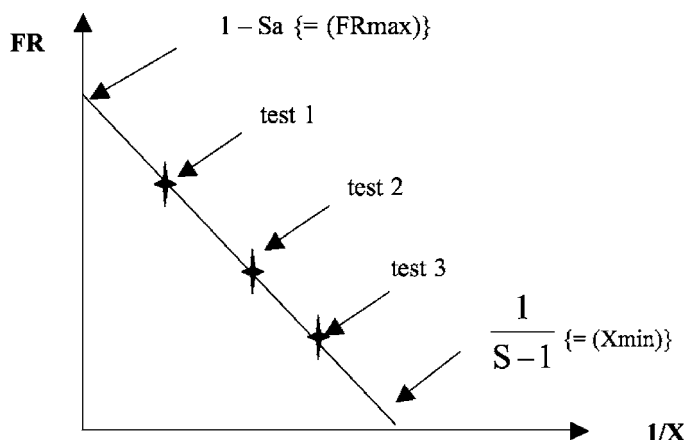 1 – Sa {= (FRmax)}
FR
test 1
test 2
test 3
1
S – 1 {= (Xmin)}
1/X